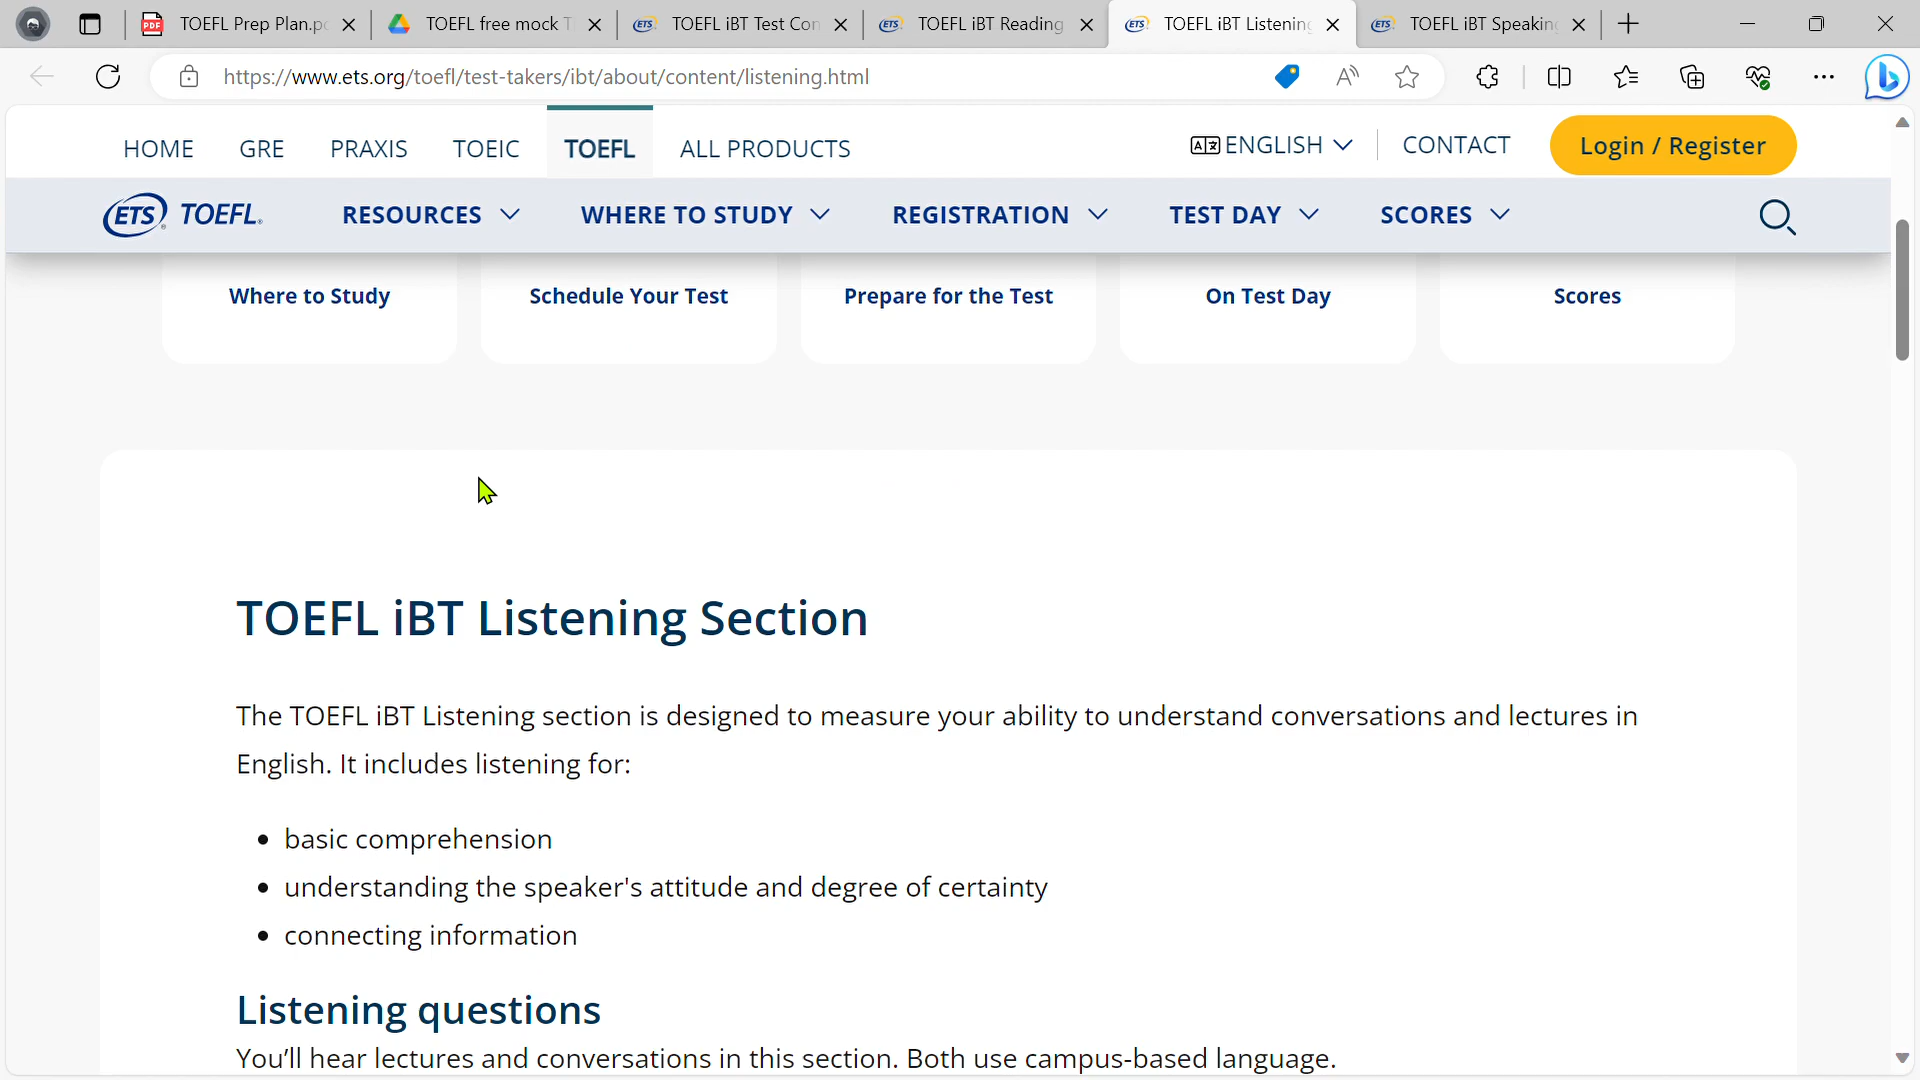 TOEFL Prep Plan.pc
TOEFL free mock T
TOEFL iBT Test Con
TOEFL iBT Reading
TOEFL iBT Listening
TOEFL iBT Speaking
https://www.ets.org/toefl/test-takers/ibt/about/content/listening.html
HOME GRE PRAXIS TOEIC TOEFL ALL PRODUCTS ENGLISH CONTACT Login / Register
ETS TOEFL RESOURCES WHERE TO STUDY REGISTRATION TEST DAY SCORES
Where to Study Schedule Your Test Prepare for the Test On Test Day Scores
TOEFL iBT Listening Section
The TOEFL iBT Listening section is designed to measure your ability to understand conversations and lectures in
English. It includes listening for:
• basic comprehension
• understanding the speaker's attitude and degree of certainty
• connecting information
Listening questions
You’ll hear lectures and conversations in this section. Both use campus-based language.